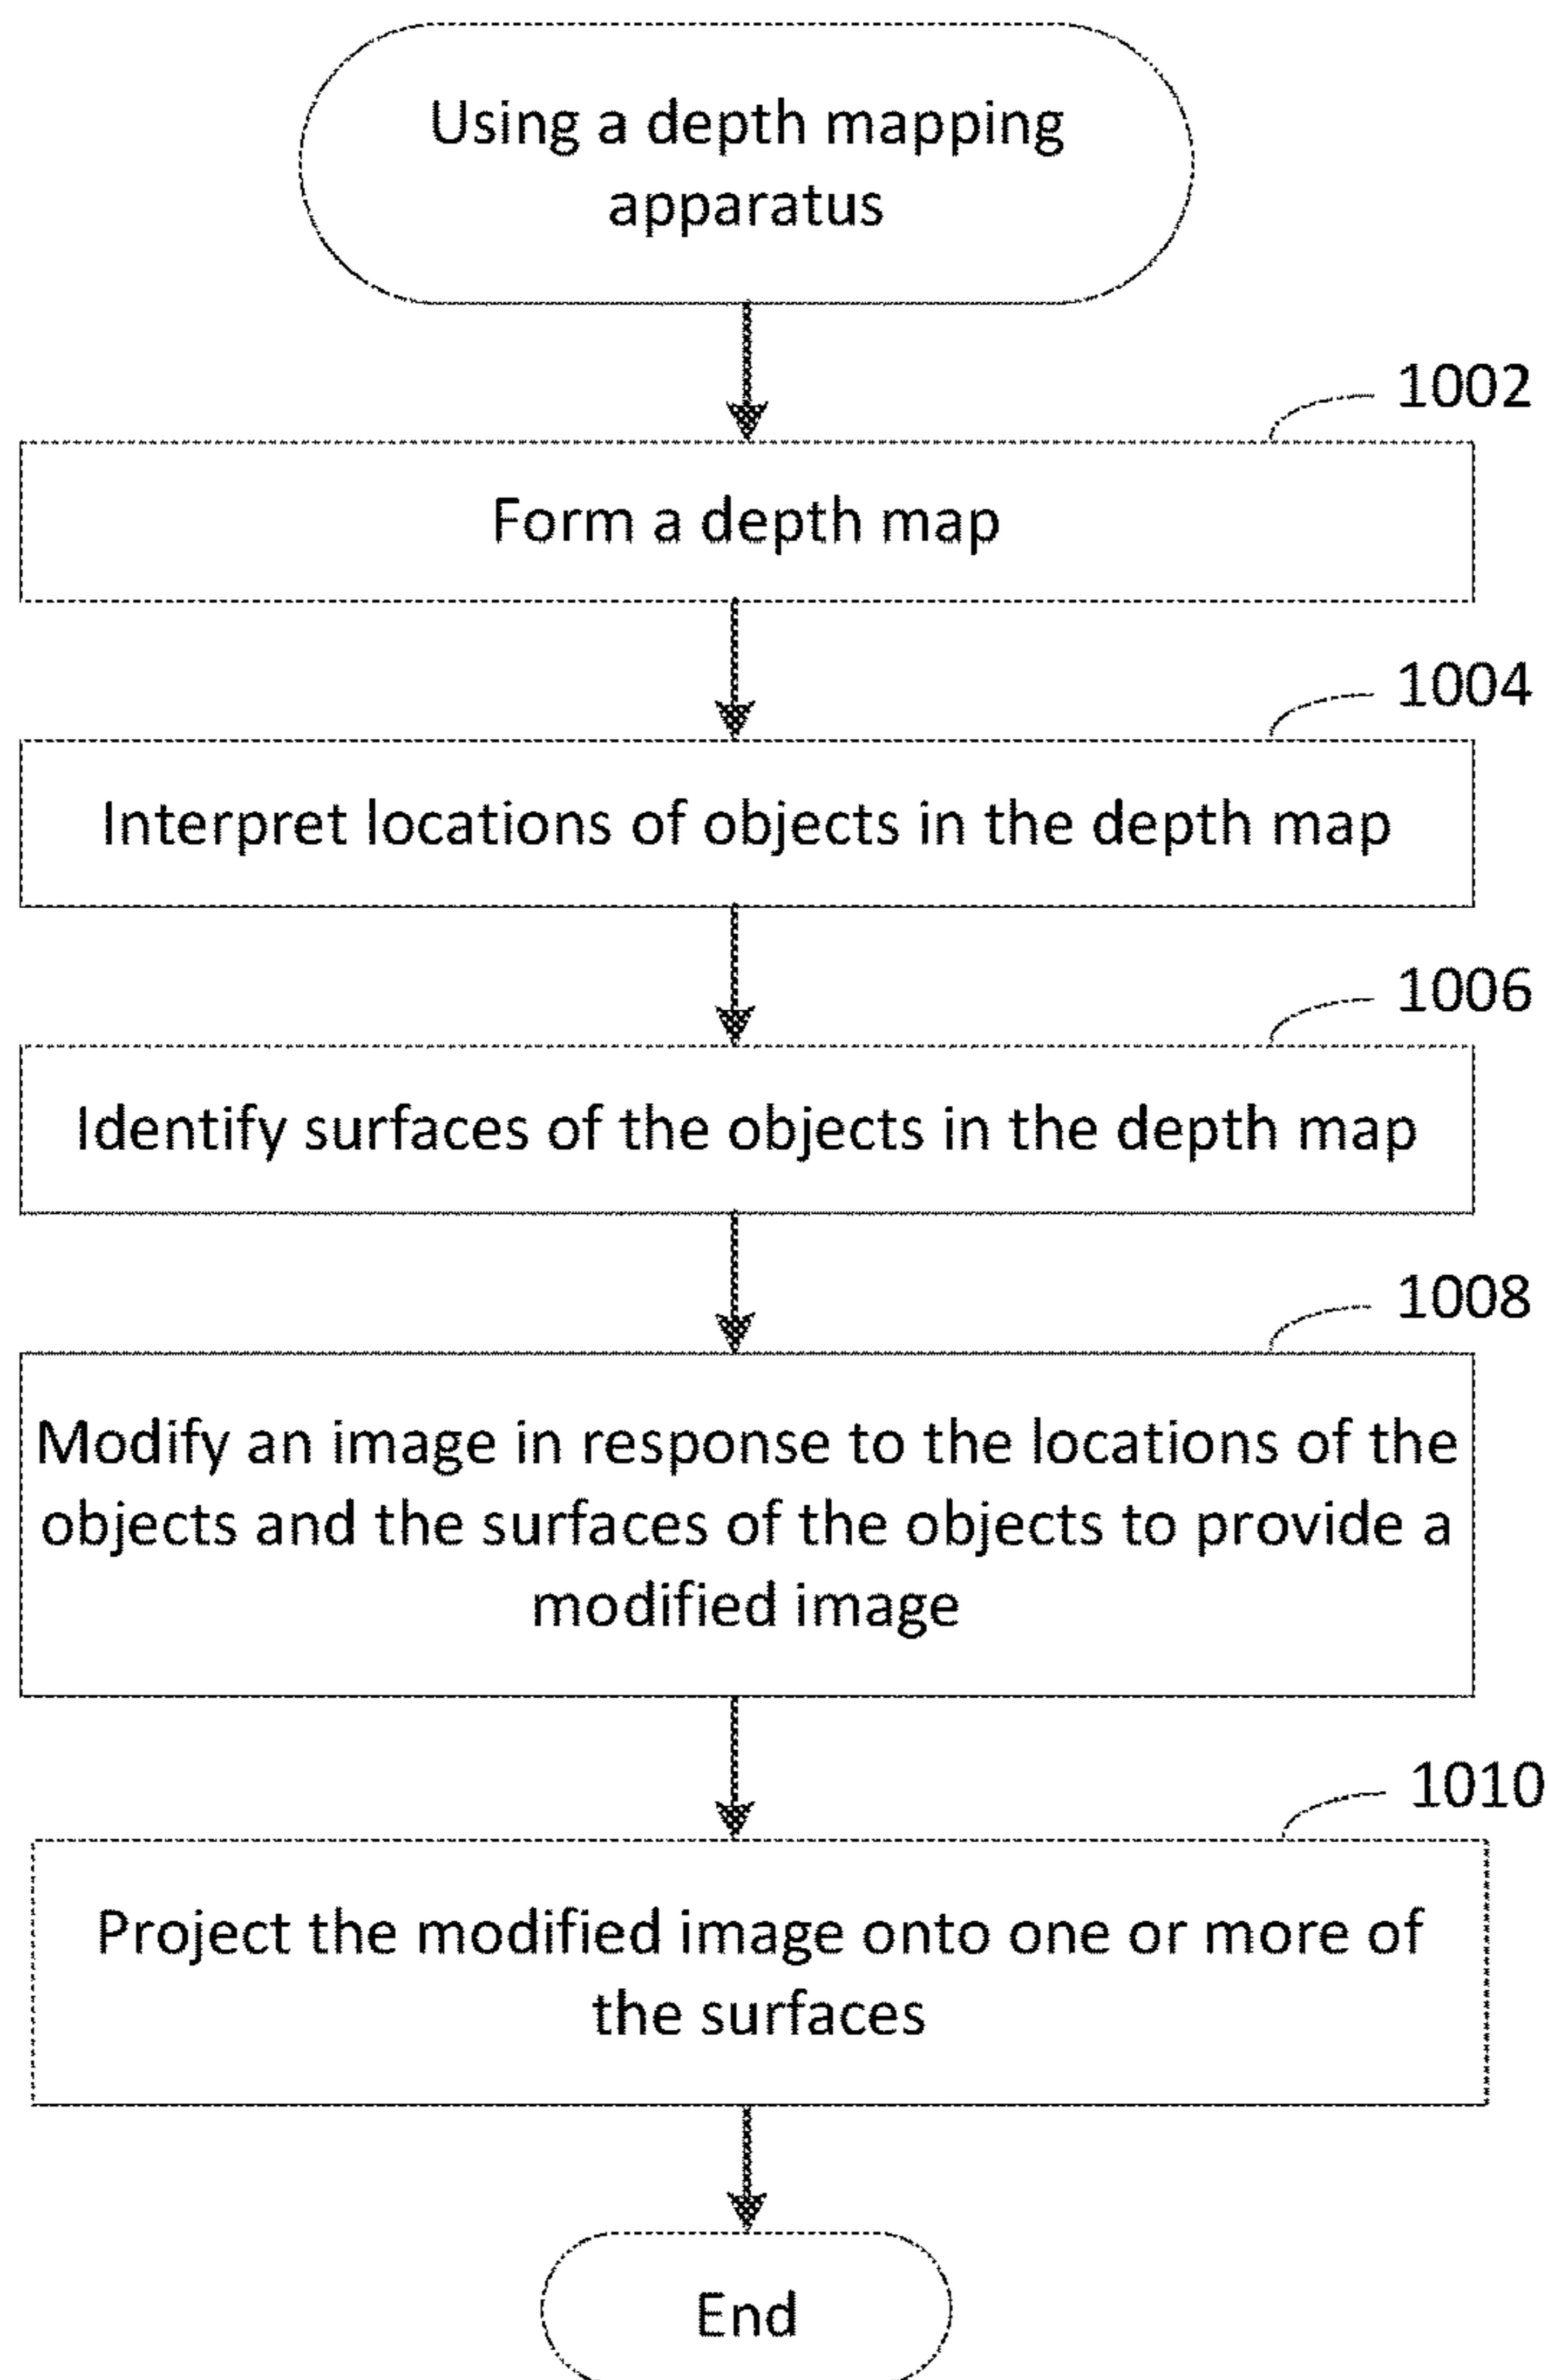 Using a depth mapping
apparatus
1002
Form a depth map
1004
Interpret locations of objects in the depth map
1006
Identify surfaces of the objects in the depth map
1008
Modify an image in response to the locations of the
objects and the surfaces of the objects to provide a
modified image
1010
Project the modified image onto one or more of
the surfaces
End